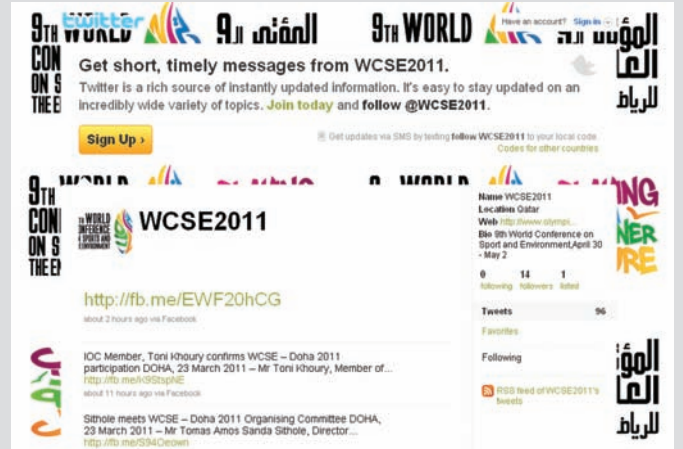 twitter
9TH WORLD
المؤتمر الـ9
9TH WORLD
Have an account? Sign in
Get short, timely messages from WCSE2011.
Twitter is a rich source of instantly updated information. It's easy to stay updated on an
incredibly wide variety of topics. Join today and follow @WCSE2011.
Sign Up ›
Get updates via SMS by texting follow WCSE2011 to your local code
Codes for other countries
WCSE2011
http://fb.me/EWF20hCG
about 2 hours ago via Facebook
IOC Member, Toni Khoury confirms WCSE – Doha 2011
participation DOHA, 23 March 2011 – Mr Toni Khoury, Member of...
http://fb.me/K9StspNE
about 11 hours ago via Facebook
Sithole meets WCSE – Doha 2011 Organising Committee DOHA,
23 March 2011 – Mr Tomas Amos Sanda Sithole, Director...
http://fb.me/S94Oeown
Name WCSE2011
Location Qatar
Web http://www.olympi...
Bio 9th World Conference on
Sport and Environment,April 30
- May 2
0 14 1
following followers listed
Tweets 96
Favorites
Following
RSS feed of WCSE2011's
tweets